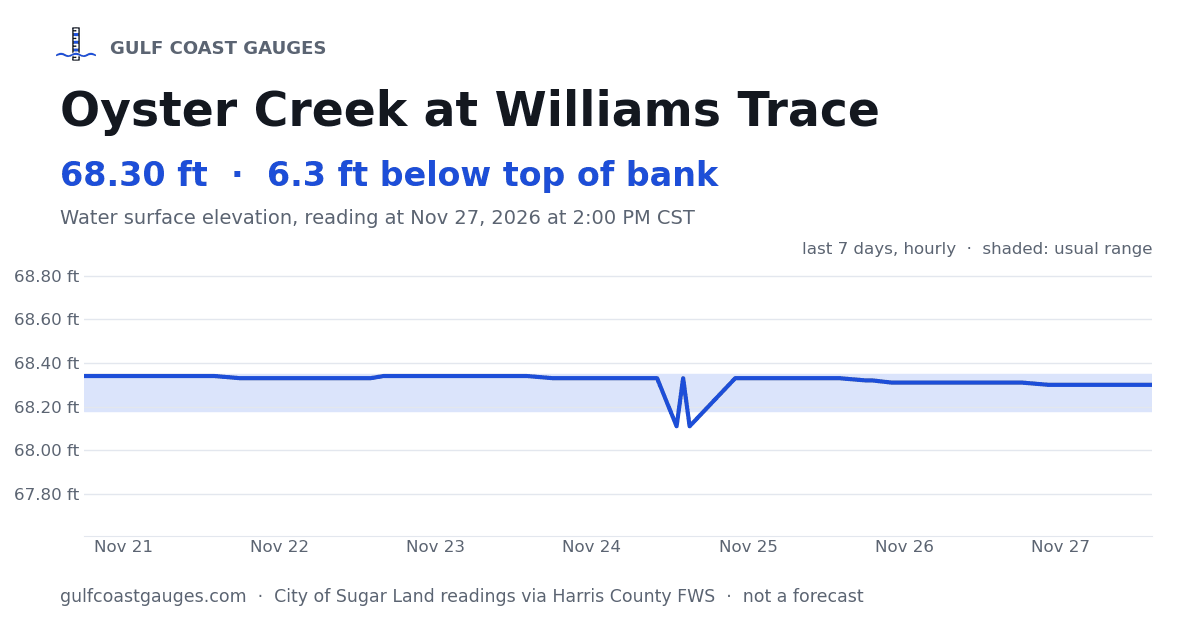 GULF COAST GAUGES
Oyster Creek at Williams Trace
68.30 ft · 6.3 ft below top of bank
Water surface elevation, reading at Nov 27, 2026 at 2:00 PM CST
last 7 days, hourly · shaded: usual range
68.80 ft
68.60 ft
68.40 ft
68.20 ft
68.00 ft
67.80 ft
Nov 21 Nov 22 Nov 23 Nov 24 Nov 25 Nov 26 Nov 27
gulfcoastgauges.com · City of Sugar Land readings via Harris County FWS · not a forecast